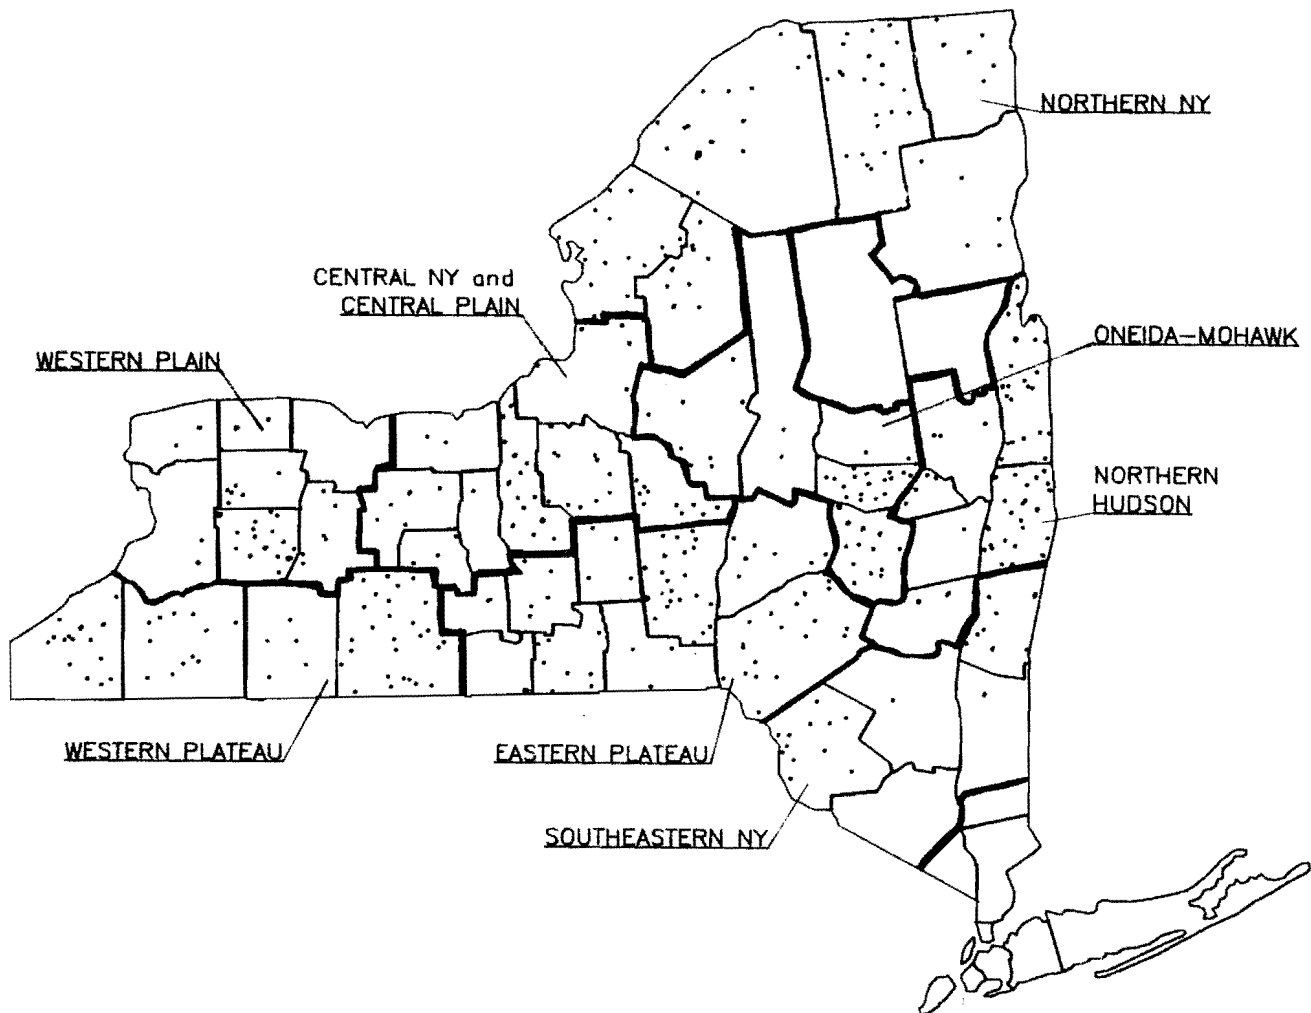 NORTHERN NY
CENTRAL NY and
CENTRAL PLAIN
ONEIDA-MOHAWK
WESTERN PLAIN
NORTHERN
HUDSON
WESTERN PLATEAU
EASTERN PLATEAU
SOUTHEASTERN NY